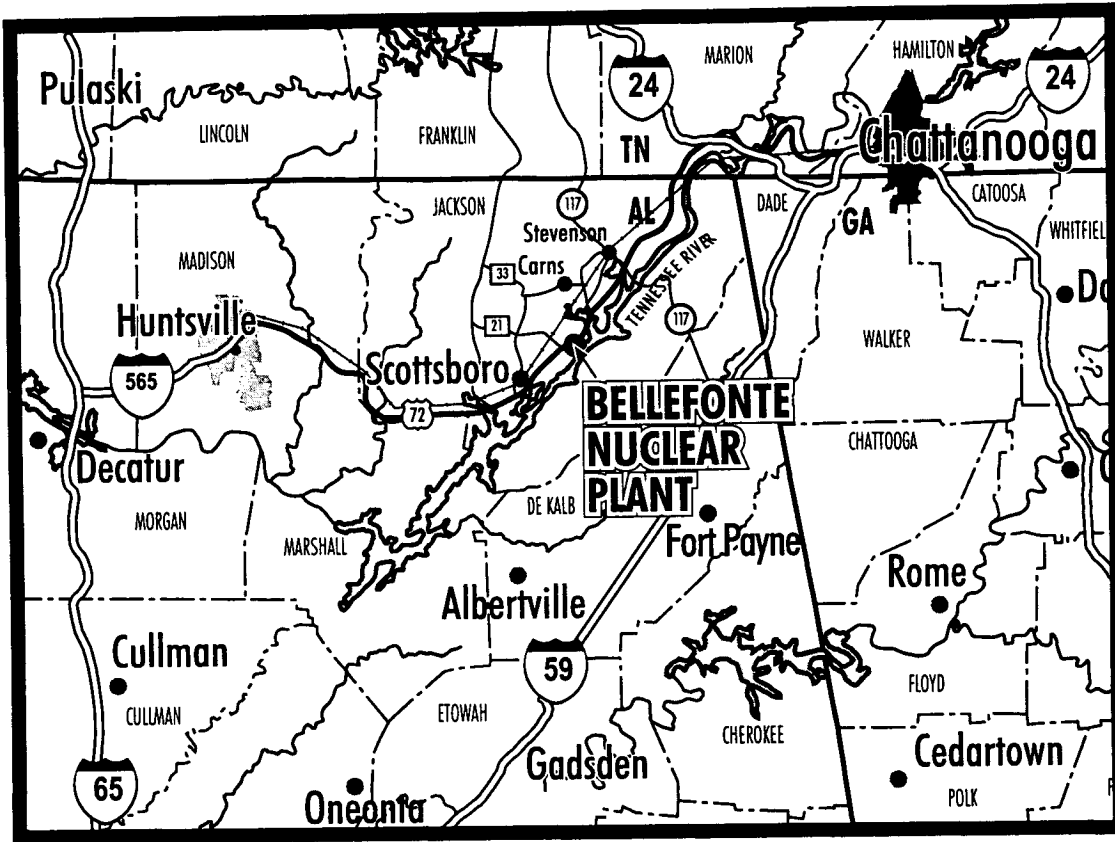 MARION
HAMILTON
24
24
Pulaski
LINCOLN
FRANKLIN
TN
Chattanooga
JACKSON
117
AL
DADE
GA
CATOOSA
WHITFIEL
Stevenson
MADISON
33
Carns
TENNESSEE RIVER
Huntsville
21
117
WALKER
565
Scottsboro
72
BELLEFONTE
NUCLEAR
PLANT
CHATTOOGA
Decatur
MORGAN
DE KALB
MARSHALL
Fort Payne
Rome
Albertville
Cullman
59
CULLMAN
ETOWAH
FLOYD
CHEROKEE
Gadsden
Cedartown
65
Oneonta
POLK